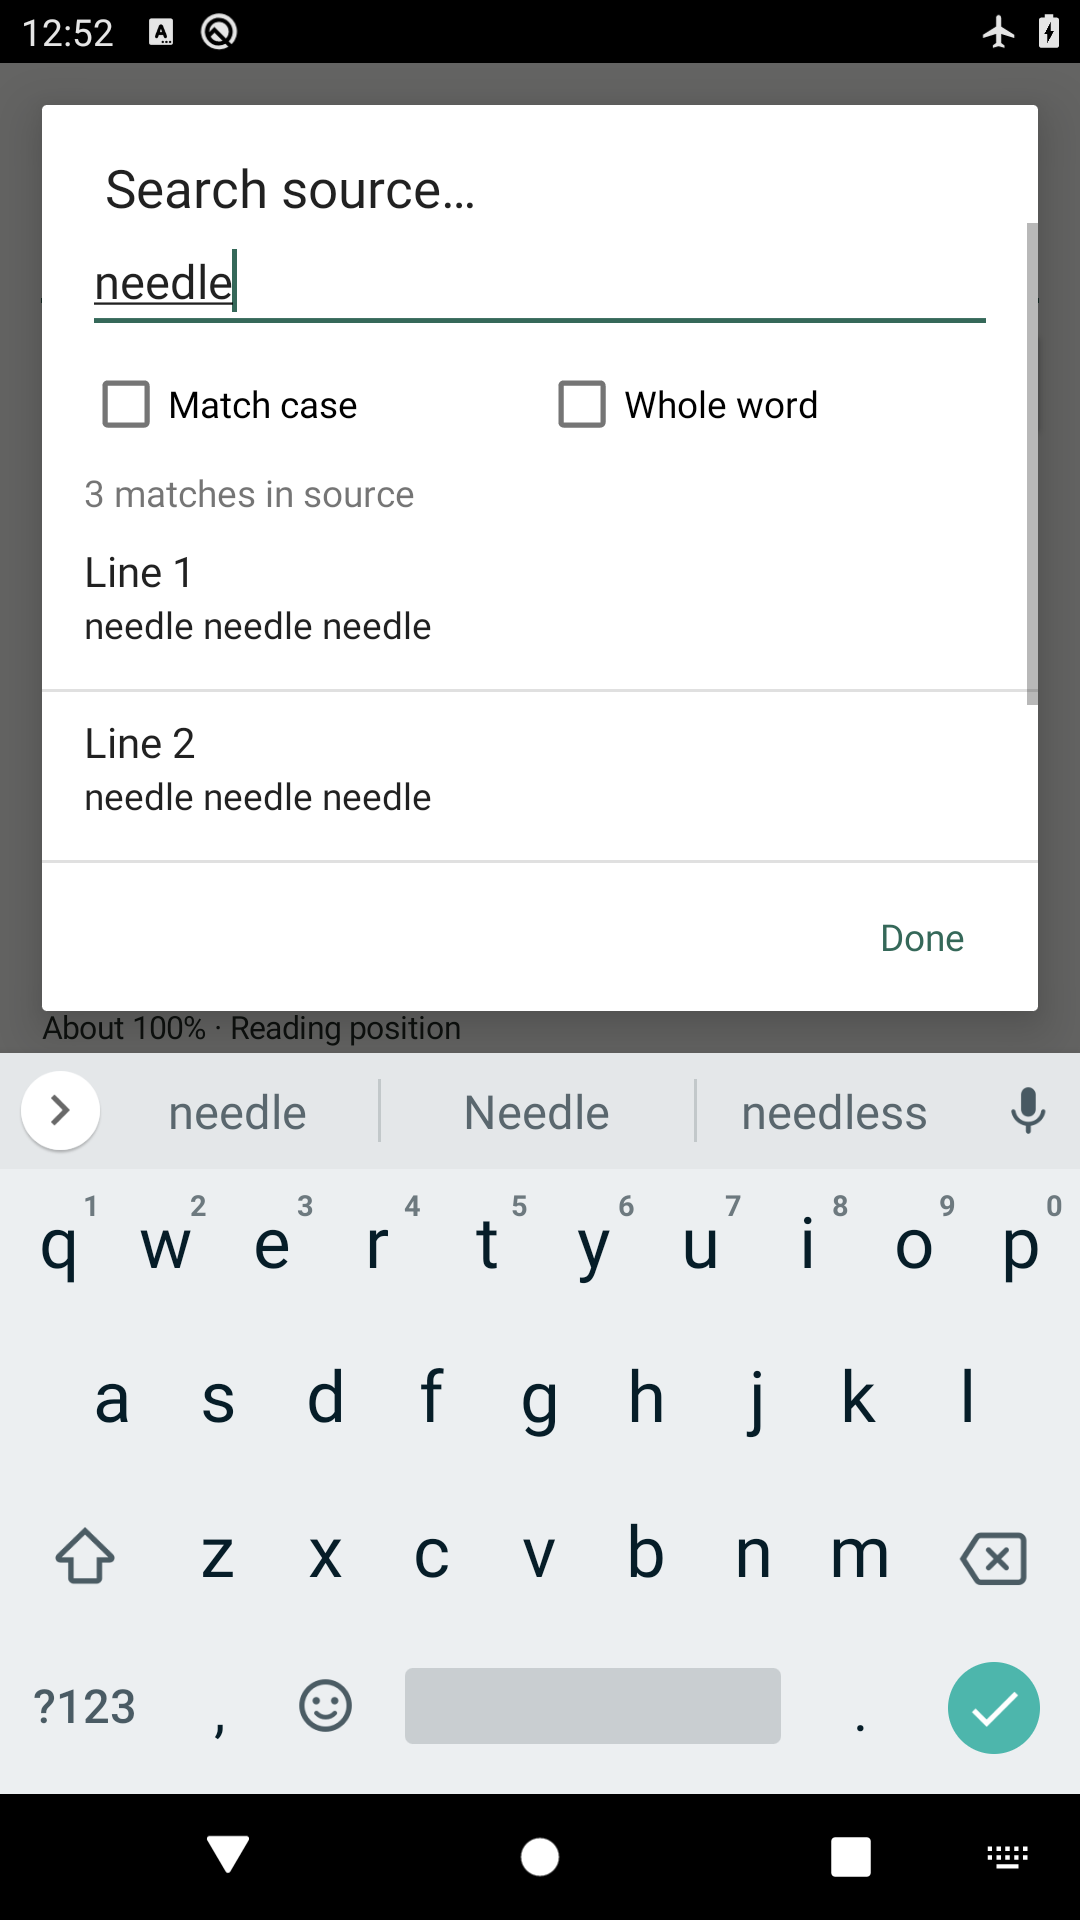 12:52
Search source…
needle
Match case
Whole word
3 matches in source
Line 1
needle needle needle
Line 2
needle needle needle
Done
About 100% · Reading position
needle
Needle
needless
1 2 3 4 5 6 7 8 9 0
q w e r t y u i o p
a s d f g h j k l
z x c v b n m
?123 , .